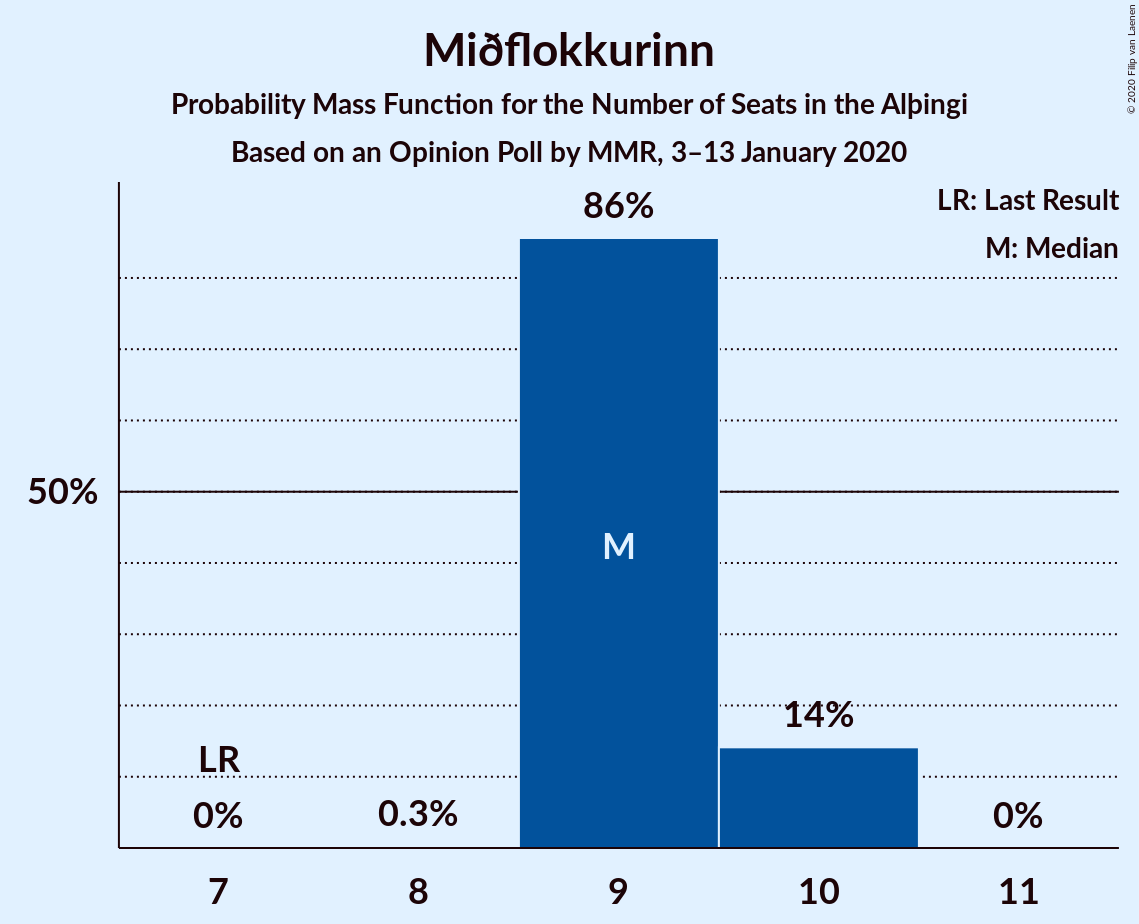 Miðflokkurinn
Probability Mass Function for the Number of Seats in the Alþingi
Based on an Opinion Poll by MMR, 3–13 January 2020
© 2020 Filip van Laenen
LR: Last Result
M: Median
86%
50%
M
14%
LR
0%
0.3%
0%
7
8
9
10
11